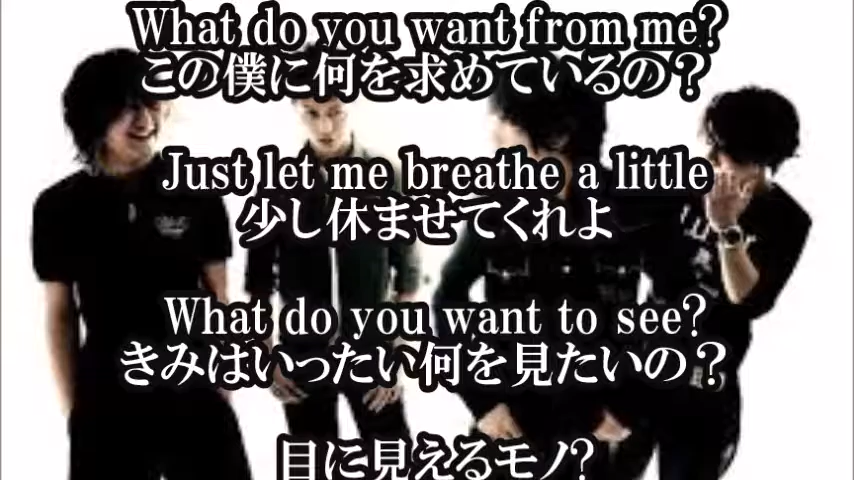 What do you want from me?
この僕に何を求めているの？
Just let me breathe a little
少し休ませてくれよ
What do you want to see?
きみはいったい何を見たいの？
目に見えるモノ?